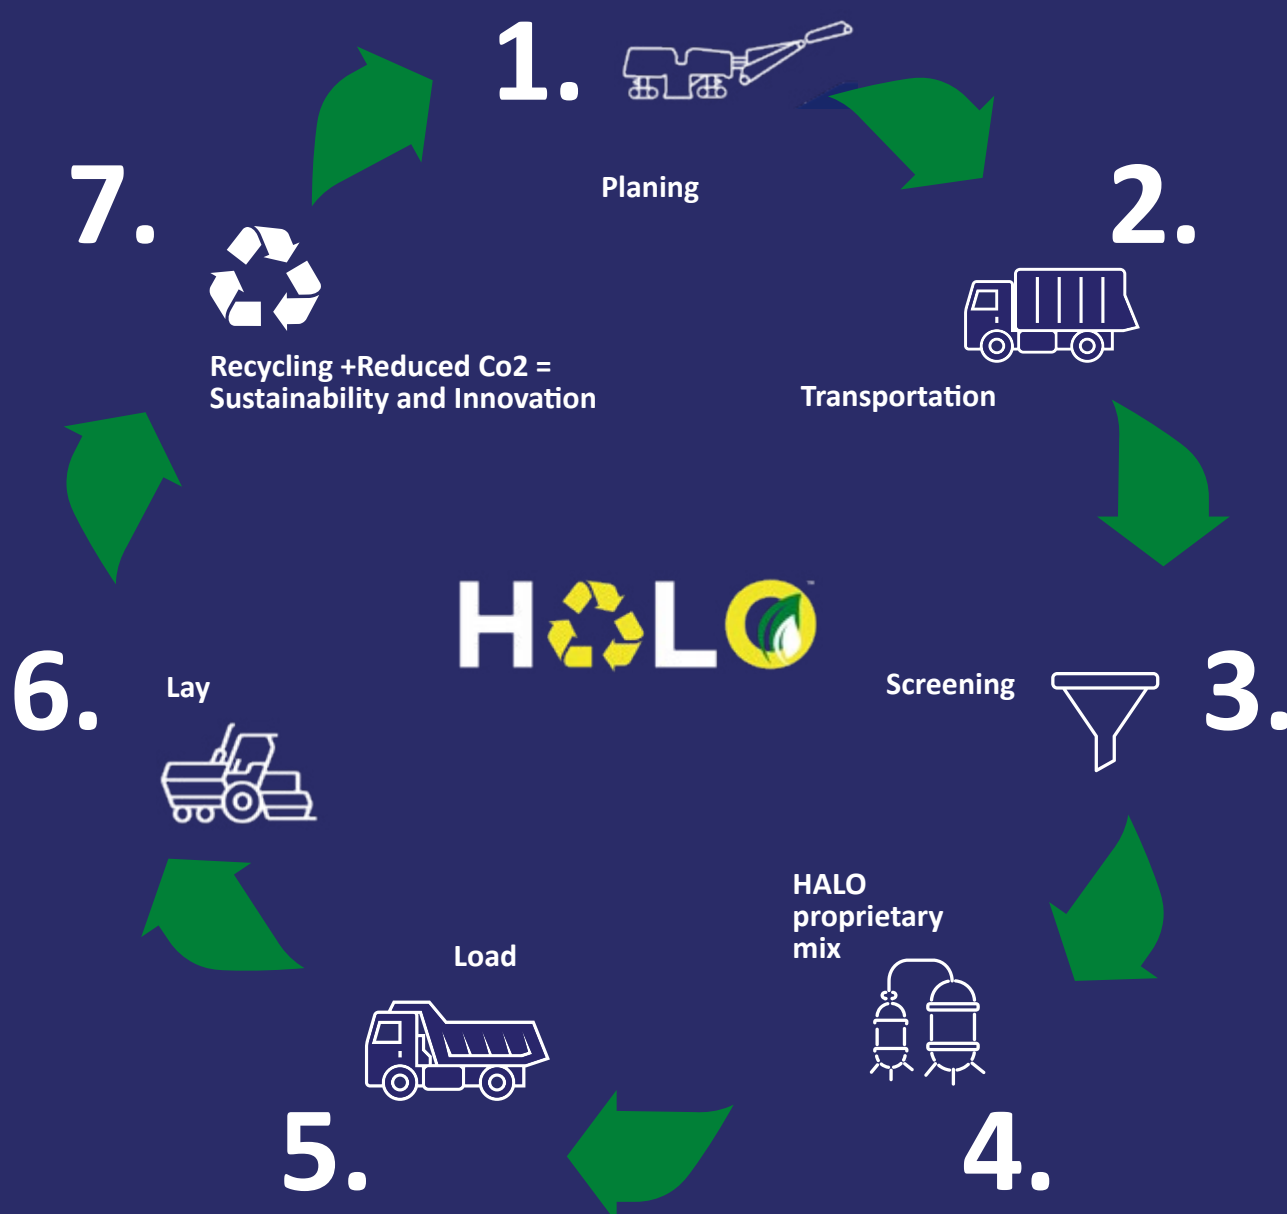 1.
Planing
2.
Transportation
3.
Screening
4.
HALO
proprietary
mix
5.
Load
6.
Lay
7.
Recycling +Reduced Co2 =
Sustainability and Innovation
HALO™